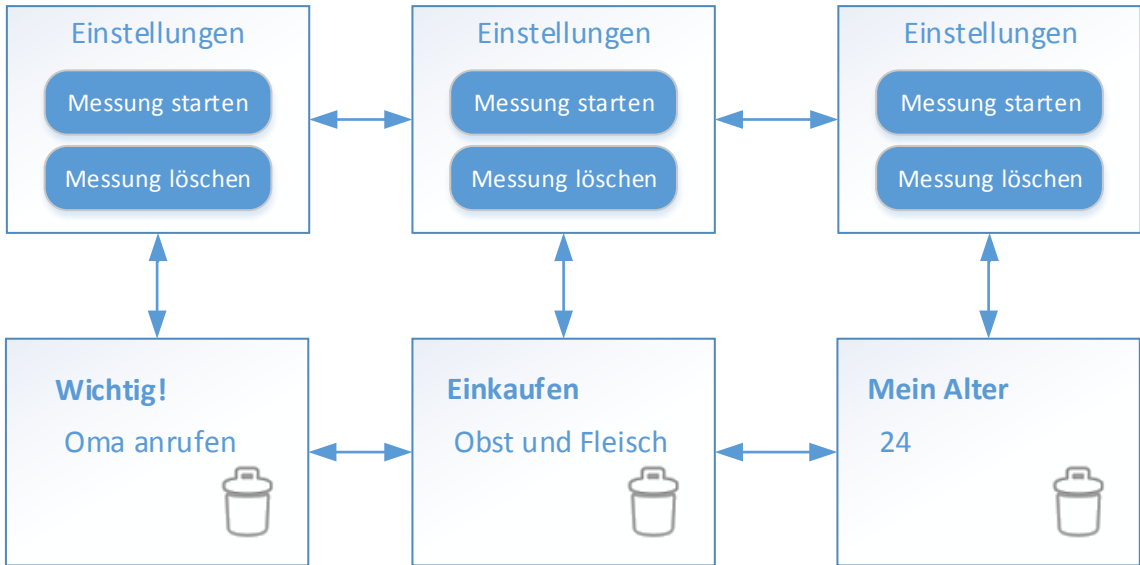 Einstellungen
Messung starten
Messung löschen
Einstellungen
Messung starten
Messung löschen
Einstellungen
Messung starten
Messung löschen
Wichtig!
Oma anrufen
Einkaufen
Obst und Fleisch
Mein Alter
24